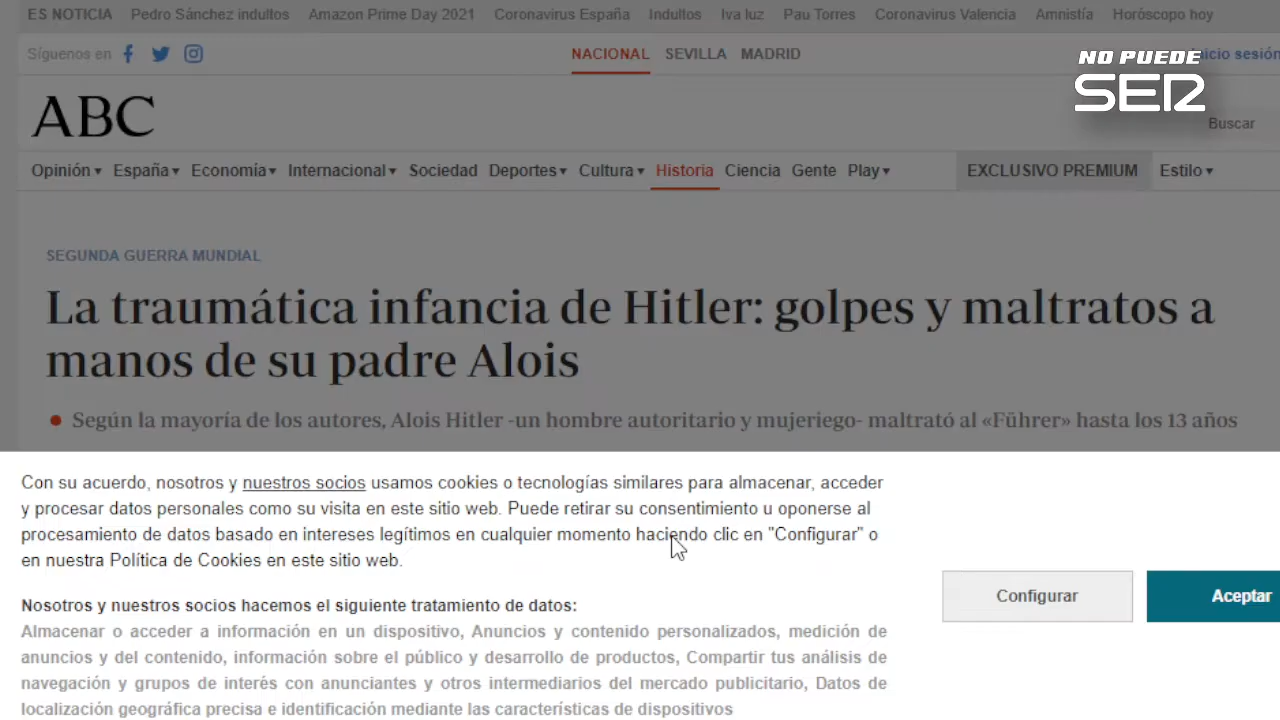 ES NOTICIA Pedro Sánchez indultos Amazon Prime Day 2021 Coronavirus España Indultos Iva luz Pau Torres Coronavirus Valencia Amnistía Horóscopo hoy
Síguenos en NACIONAL SEVILLA MADRID Inicio sesión
NO PUEDE
SER
ABC
Buscar
Opinión España Economía Internacional Sociedad Deportes Cultura Historia Ciencia Gente Play EXCLUSIVO PREMIUM Estilo
SEGUNDA GUERRA MUNDIAL
La traumática infancia de Hitler: golpes y maltratos a
manos de su padre Alois
Según la mayoría de los autores, Alois Hitler -un hombre autoritario y mujeriego- maltrató al «Führer» hasta los 13 años
Con su acuerdo, nosotros y nuestros socios usamos cookies o tecnologías similares para almacenar, acceder
y procesar datos personales como su visita en este sitio web. Puede retirar su consentimiento u oponerse al
procesamiento de datos basado en intereses legítimos en cualquier momento haciendo clic en "Configurar" o
en nuestra Política de Cookies en este sitio web.
Configurar Aceptar
Nosotros y nuestros socios hacemos el siguiente tratamiento de datos:
Almacenar o acceder a información en un dispositivo, Anuncios y contenido personalizados, medición de
anuncios y del contenido, información sobre el público y desarrollo de productos, Compartir tus análisis de
navegación y grupos de interés con anunciantes y otros intermediarios del mercado publicitario, Datos de
localización geográfica precisa e identificación mediante las características de dispositivos